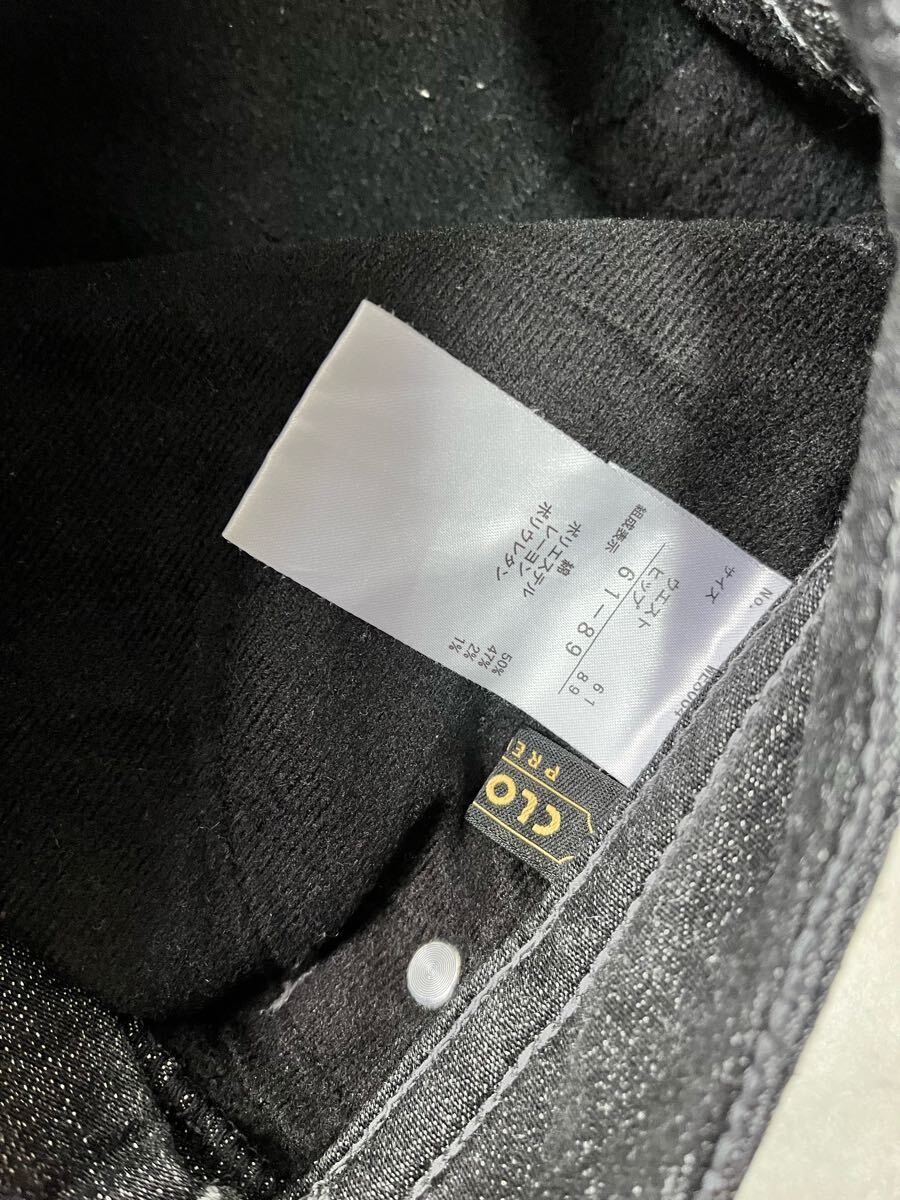 No.
サイズ
ウエスト 61
ヒップ 89
61-89
組成表示
綿 50%
ポリエステル 47%
レーヨン 2%
ポリウレタン 1%
CLO
PRE